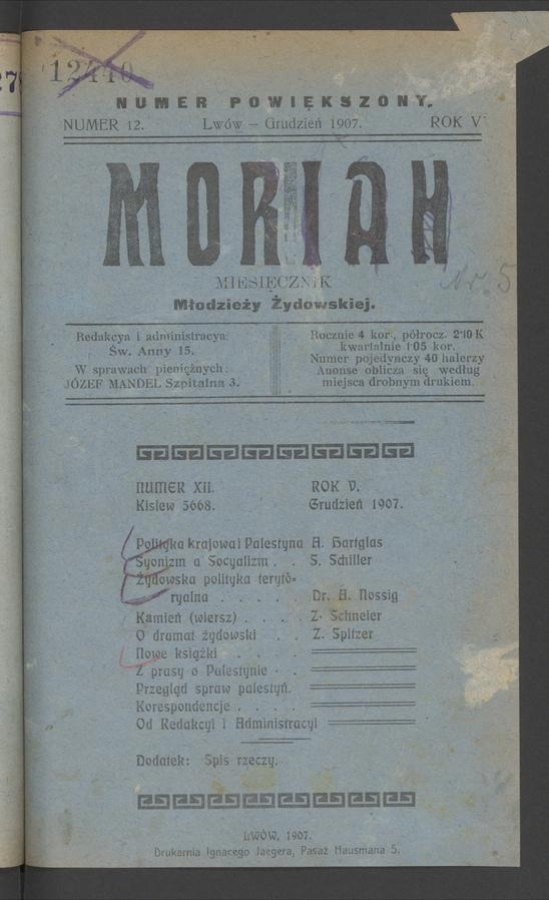 12440
NUMER POWIĘKSZONY.
NUMER 12. Lwów — Grudzień 1907. ROK V
MORIAH
MIESIĘCZNIK
Nr. 5
Młodzieży Żydowskiej.
Redakcya i administracya:
Św. Anny 15.
W sprawach pieniężnych:
JÓZEF MANDEL Szpitalna 3.
Rocznie 4 kor., półrocz. 2·10 K
kwartalnie 1·05 kor.
Numer pojedynczy 40 halerzy
Anonse oblicza się według
miejsca drobnym drukiem.
NUMER XII. ROK V.
Kislew 5668. Grudzień 1907.
Polityka krajowa i Palestyna A. Hartglas
Syonizm a Socyalizm . . S. Schiller
Żydowska polityka terytó-
ryalna . . . . . Dr. A. Nossig
Kamień (wiersz) . . . . Z. Schneier
O dramat żydowski . . Z. Spitzer
Nowe książki . . . .
Z prasy o Palestynie .
Przegląd spraw palestyń.
Korespondencje . . . .
Od Redakcyi i Administracyi
Dodatek: Spis rzeczy.
LWÓW, 1907.
Drukarnia Ignacego Jaegera, Pasaż Hausmana 5.